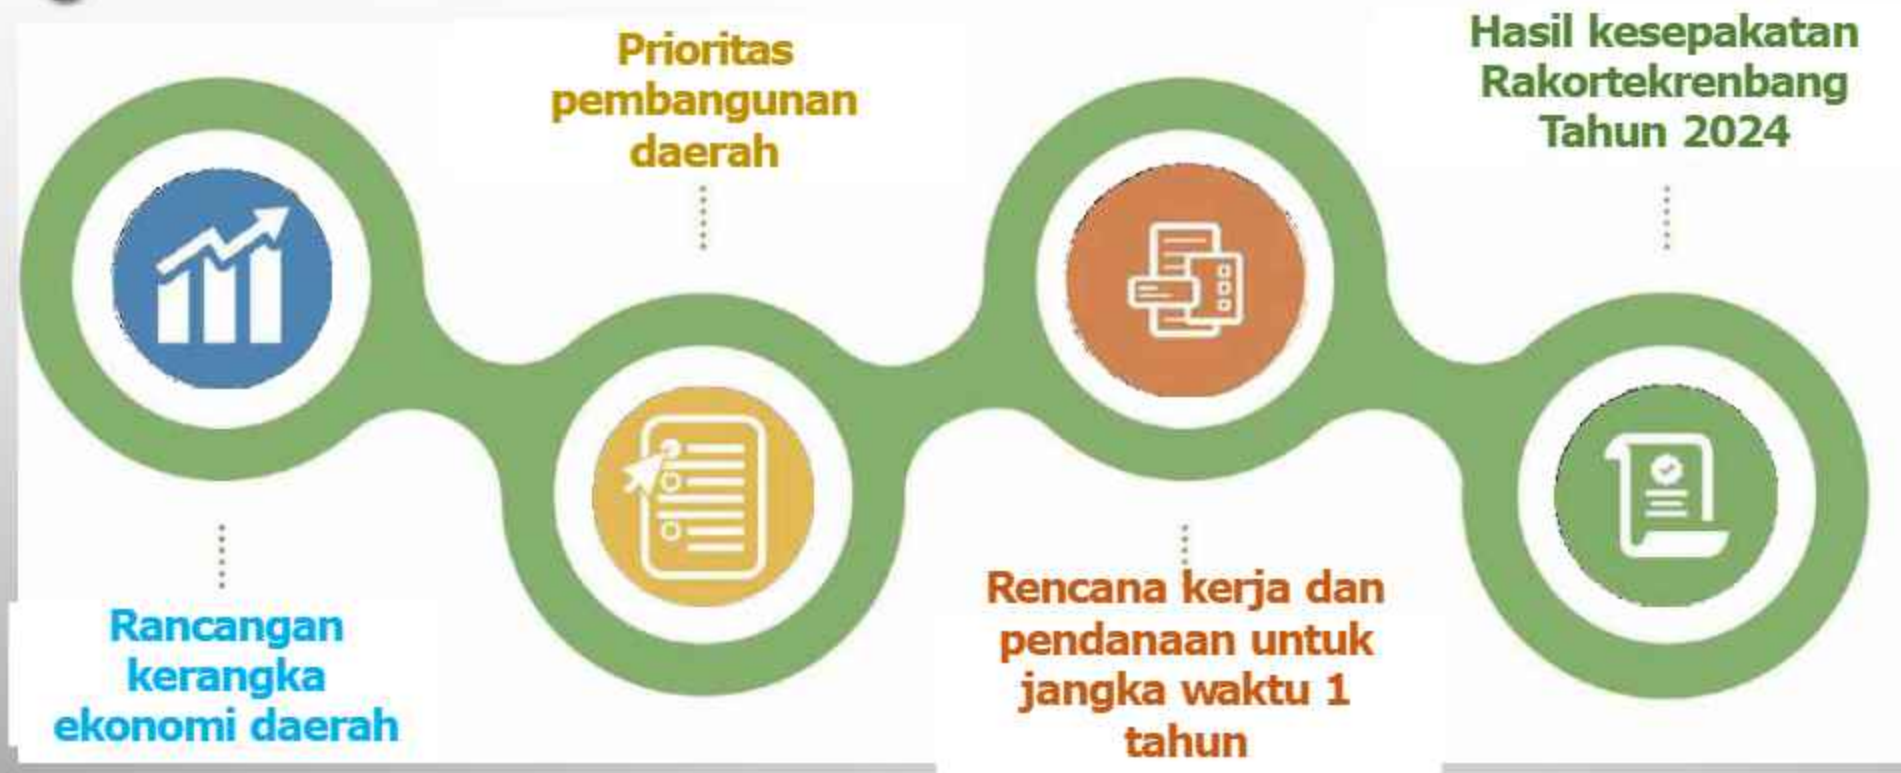 Rancangan
kerangka
ekonomi daerah
Prioritas
pembangunan
daerah
Rencana kerja dan
pendanaan untuk
jangka waktu 1
tahun
Hasil kesepakatan
Rakortekrenbang
Tahun 2024